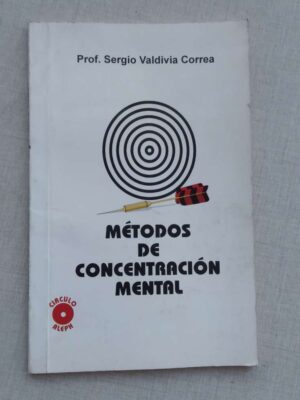 Prof. Sergio Valdivia Correa
MÉTODOS
DE
CONCENTRACIÓN
MENTAL
CIRCULO
ALEPH